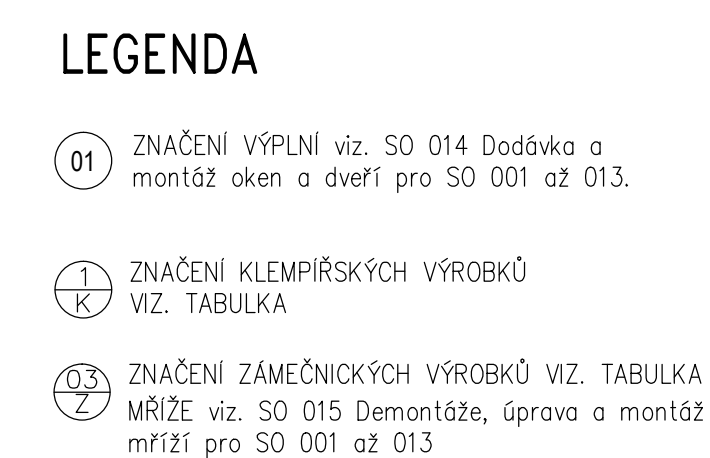 LEGENDA
01
ZNAČENÍ VÝPLNÍ viz. SO 014 Dodávka a
montáž oken a dveří pro SO 001 až 013.
1
K
ZNAČENÍ KLEMPÍŘSKÝCH VÝROBKŮ
VIZ. TABULKA
03
Z
ZNAČENÍ ZÁMEČNICKÝCH VÝROBKŮ VIZ. TABULKA
MŘÍŽE viz. SO 015 Demontáže, úprava a montáž
mříží pro SO 001 až 013